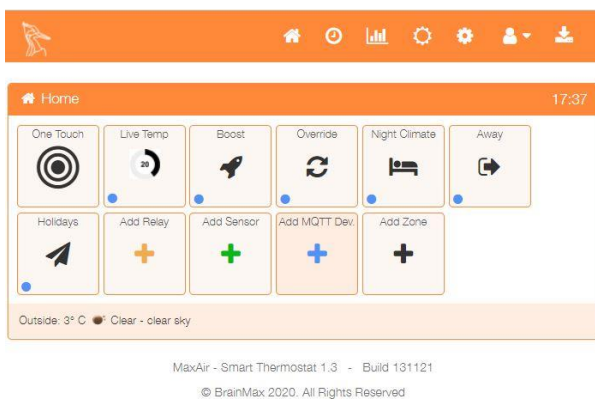 Home 17:37
One Touch Live Temp Boost Override Night Climate Away
20
Holidays Add Relay Add Sensor Add MQTT Dev. Add Zone
Outside: 3° C Clear - clear sky
MaxAir - Smart Thermostat 1.3 - Build 131121
© BrainMax 2020. All Rights Reserved